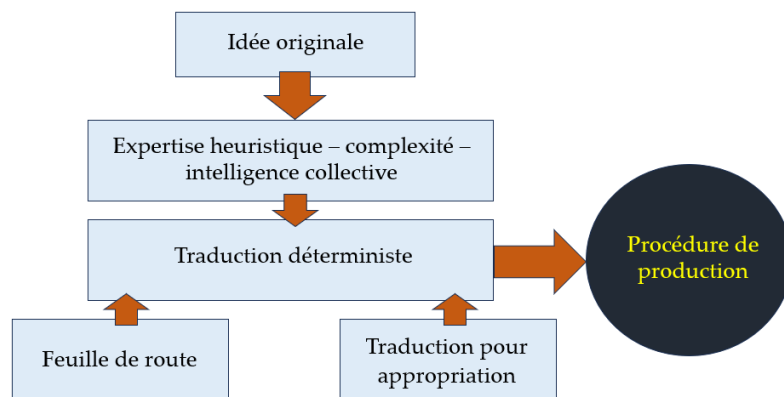 Idée originale
Expertise heuristique – complexité –
intelligence collective
Traduction déterministe
Procédure de
production
Feuille de route
Traduction pour
appropriation